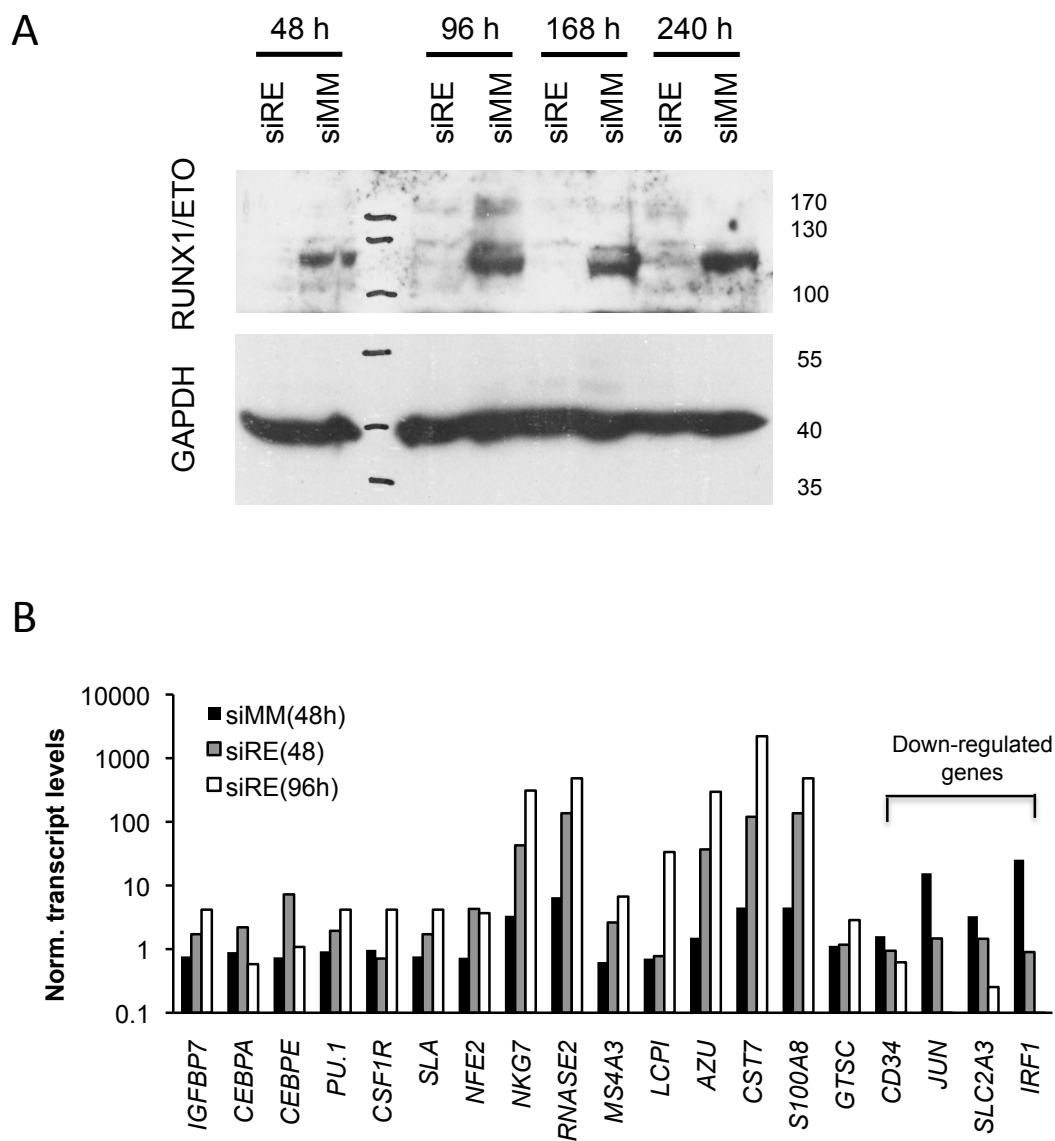 A
48 h
96 h
168 h
240 h
siRE
siMM
siRE
siMM
siRE
siMM
siRE
siMM
RUNX1/ETO
170
130
100
GAPDH
55
40
35
B
Norm. transcript levels
10000
1000
100
10
1
0.1
siMM(48h)
siRE(48)
siRE(96h)
Down-regulated
genes
IGFBP7
CEBPA
CEBPE
PU.1
CSF1R
SLA
NFE2
NKG7
RNASE2
MS4A3
LCPI
AZU
CST7
S100A8
GTSC
CD34
JUN
SLC2A3
IRF1